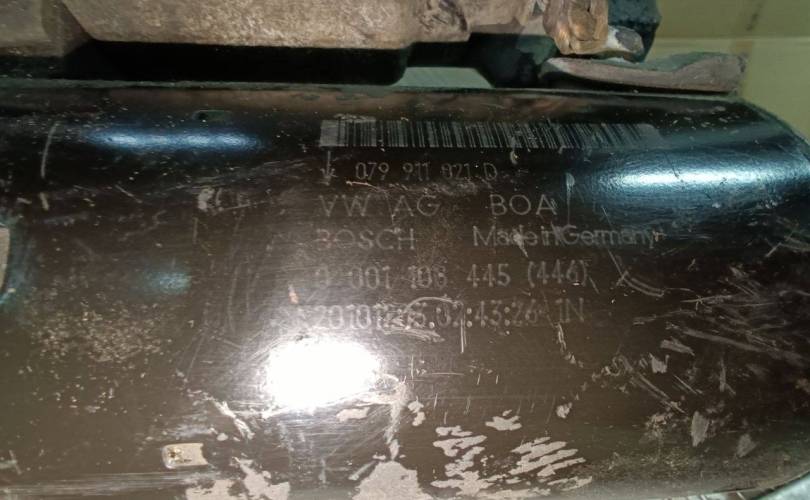 079 911 021 D
VW AG BOA
BOSCH Made in Germany
0 001 108 445 (446)